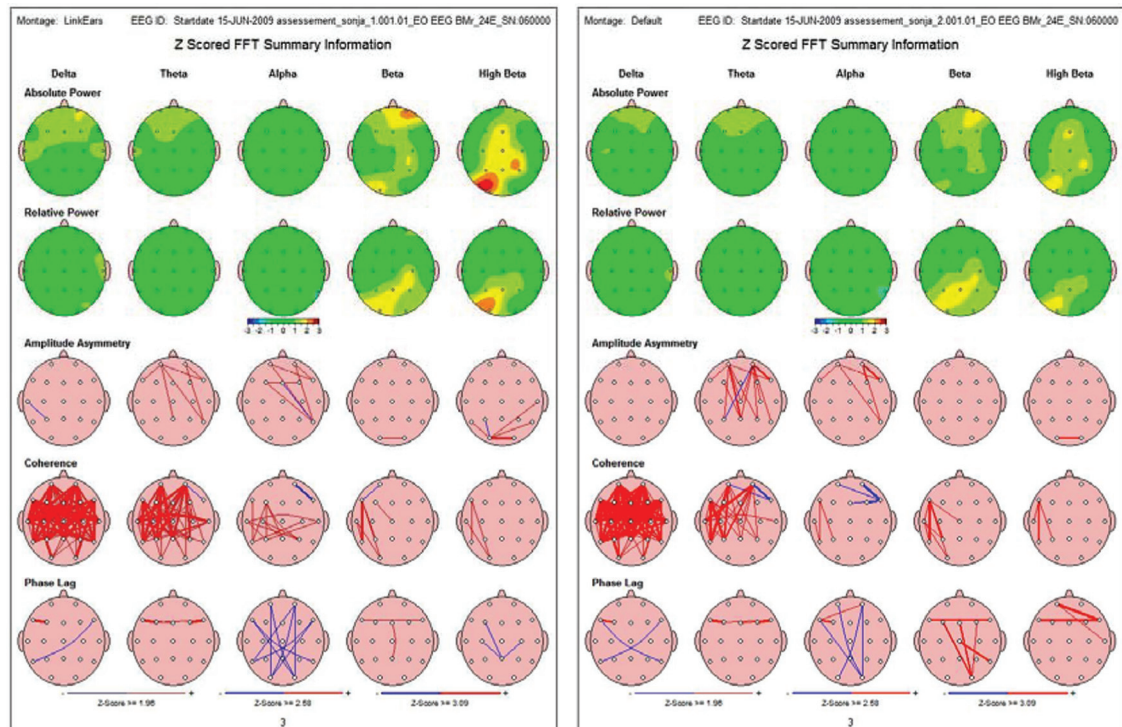 Montage: LinkEars EEG ID: Startdate 15-JUN-2009 assessement_sonja_1.001.01_EO EEG BMr_24E_SN:060000
Z Scored FFT Summary Information
Delta Theta Alpha Beta High Beta
Absolute Power
Relative Power
-3 -2 -1 0 1 2 3
Amplitude Asymmetry
Coherence
Phase Lag
- + - + - +
Z-Score >= 1.96 Z-Score >= 2.58 Z-Score >= 3.09
3
Montage: Default EEG ID: Startdate 15-JUN-2009 assessement_sonja_2.001.01_EO EEG BMr_24E_SN:060000
Z Scored FFT Summary Information
Delta Theta Alpha Beta High Beta
Absolute Power
Relative Power
-3 -2 -1 0 1 2 3
Amplitude Asymmetry
Coherence
Phase Lag
- + - + - +
Z-Score >= 1.96 Z-Score >= 2.58 Z-Score >= 3.09
3